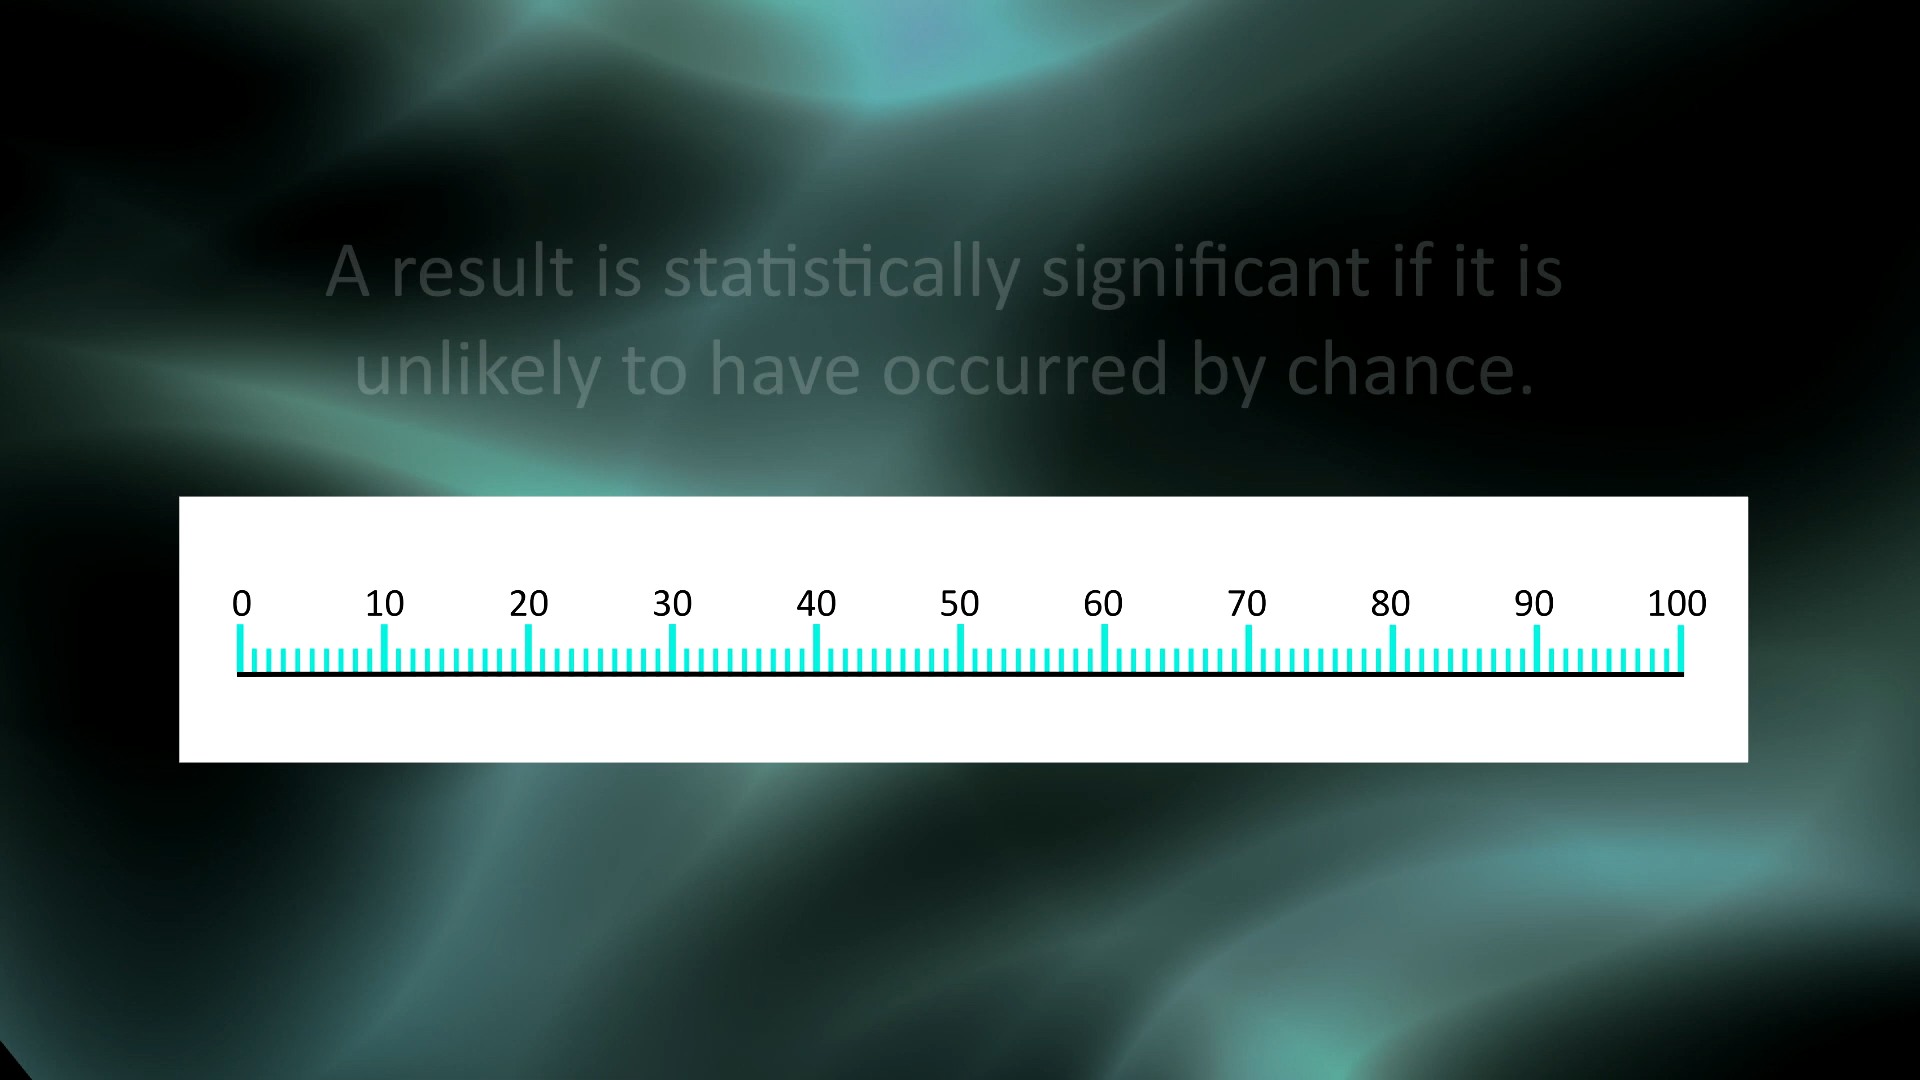 A result is statistically significant if it is
unlikely to have occurred by chance.
0 10 20 30 40 50 60 70 80 90 100